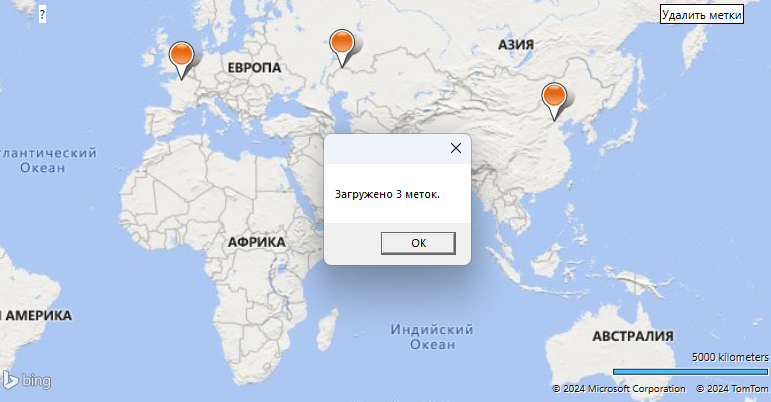 ?
Удалить метки
АЗИЯ
ЕВРОПА
тлантический
Океан
Загружено 3 меток.
OK
АФРИКА
Индийский
Океан
Я АМЕРИКА
АВСТРАЛИЯ
5000 kilometers
bing
© 2024 Microsoft Corporation © 2024 TomTom